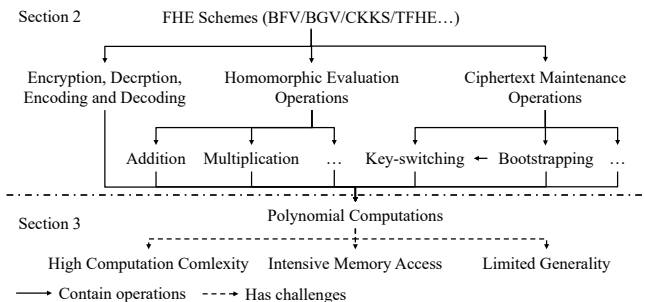 Section 2
FHE Schemes (BFV/BGV/CKKS/TFHE…)
Encryption, Decrption,
Encoding and Decoding
Homomorphic Evaluation
Operations
Ciphertext Maintenance
Operations
Addition Multiplication … Key-switching Bootstrapping …
Section 3
Polynomial Computations
High Computation Comlexity Intensive Memory Access Limited Generality
Contain operations Has challenges